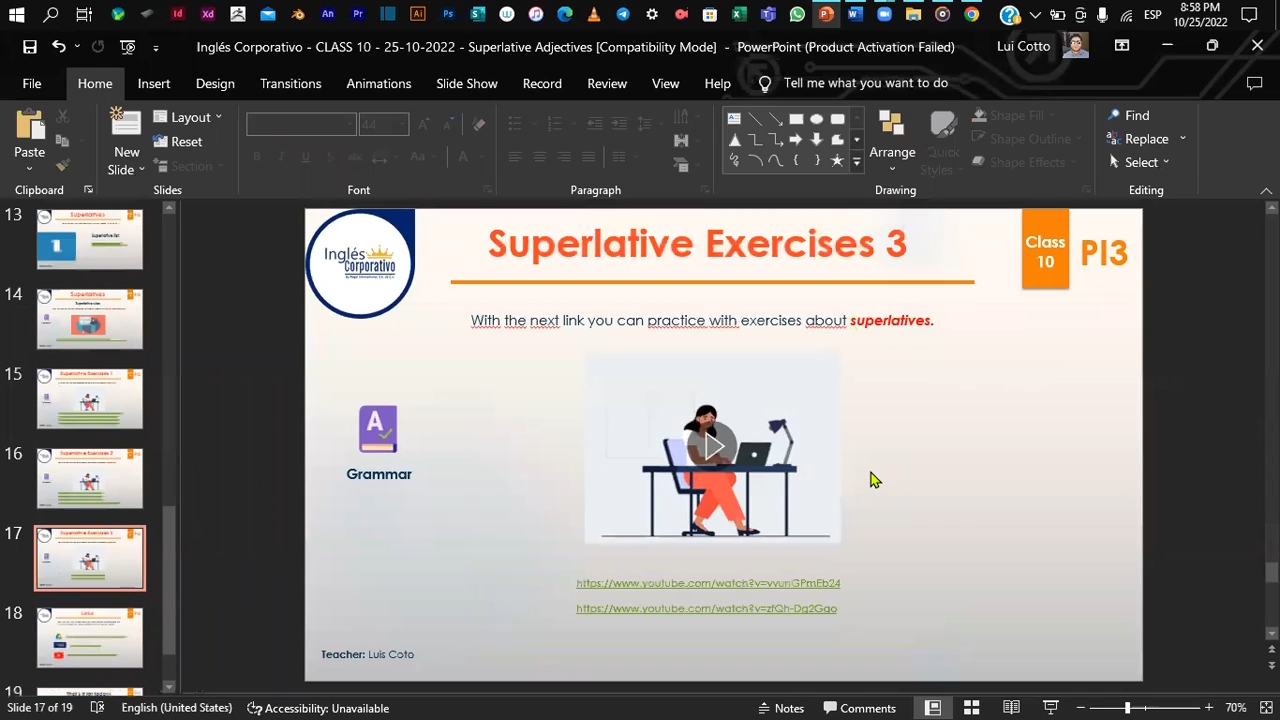 8:58 PM
ESP
10/25/2022
Inglés Corporativo - CLASS 10 - 25-10-2022 - Superlative Adjectives [Compatibility Mode] - PowerPoint (Product Activation Failed)
Lui Cotto
File Home Insert Design Transitions Animations Slide Show Record Review View Help Tell me what you want to do
Paste
New Slide
Layout
Reset
Section
44
Arrange
Quick Styles
Shape Fill
Shape Outline
Shape Effects
Find
Replace
Select
Clipboard Slides Font Paragraph Drawing Editing
13
14
15
16
17
18
19
Inglés
Corporativo
Superlative Exercises 3
Class
10
PI3
With the next link you can practice with exercises about superlatives.
A
Grammar
https://www.youtube.com/watch?v=vvunGPmEb24
https://www.youtube.com/watch?v=zfQh-Dg2Ggo
Teacher: Luis Coto
Slide 17 of 19 English (United States) Accessibility: Unavailable Notes Comments 70%